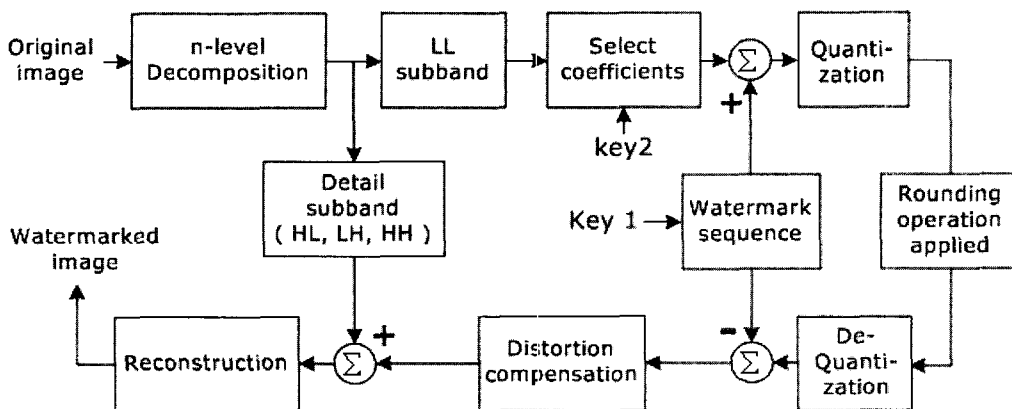 Original
image
n-level
Decomposition
LL
subband
Select
coefficients
Σ
+
Quanti-
zation
key2
Detail
subband
( HL, LH, HH )
Key 1
Watermark
sequence
Rounding
operation
applied
Watermarked
image
Reconstruction
Σ
+
Distortion
compensation
Σ
-
De-
Quanti-
zation